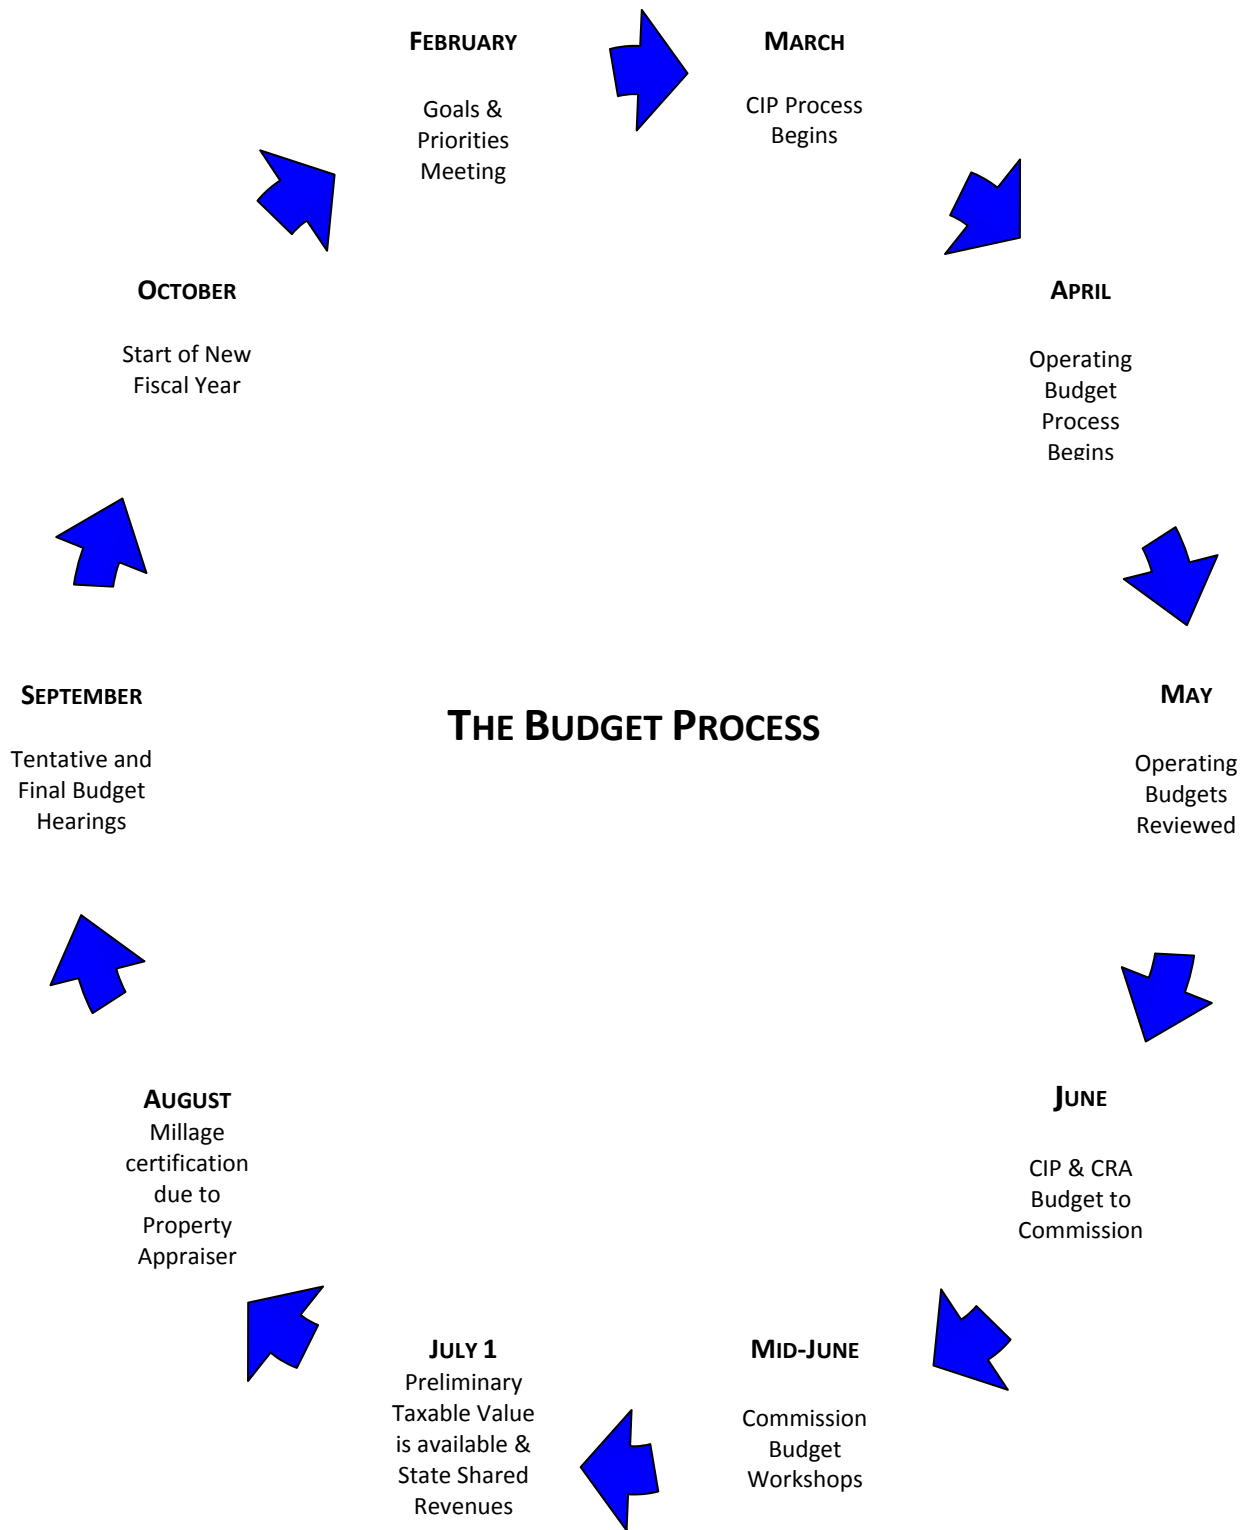 FEBRUARY
Goals &
Priorities
Meeting
MARCH
CIP Process
Begins
APRIL
Operating
Budget
Process
Begins
MAY
Operating
Budgets
Reviewed
JUNE
CIP & CRA
Budget to
Commission
MID-JUNE
Commission
Budget
Workshops
JULY 1
Preliminary
Taxable Value
is available &
State Shared
Revenues
AUGUST
Millage
certification
due to
Property
Appraiser
SEPTEMBER
Tentative and
Final Budget
Hearings
OCTOBER
Start of New
Fiscal Year
THE BUDGET PROCESS